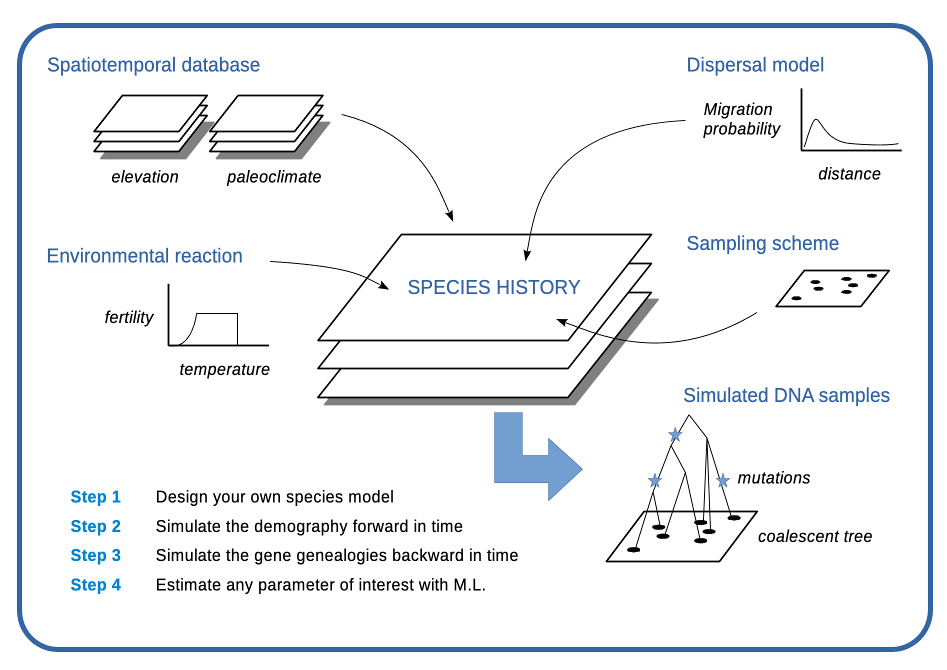 Spatiotemporal database
elevation
paleoclimate
Dispersal model
Migration
probability
distance
Environmental reaction
fertility
temperature
SPECIES HISTORY
Sampling scheme
Simulated DNA samples
mutations
coalescent tree
Step 1 Design your own species model
Step 2 Simulate the demography forward in time
Step 3 Simulate the gene genealogies backward in time
Step 4 Estimate any parameter of interest with M.L.